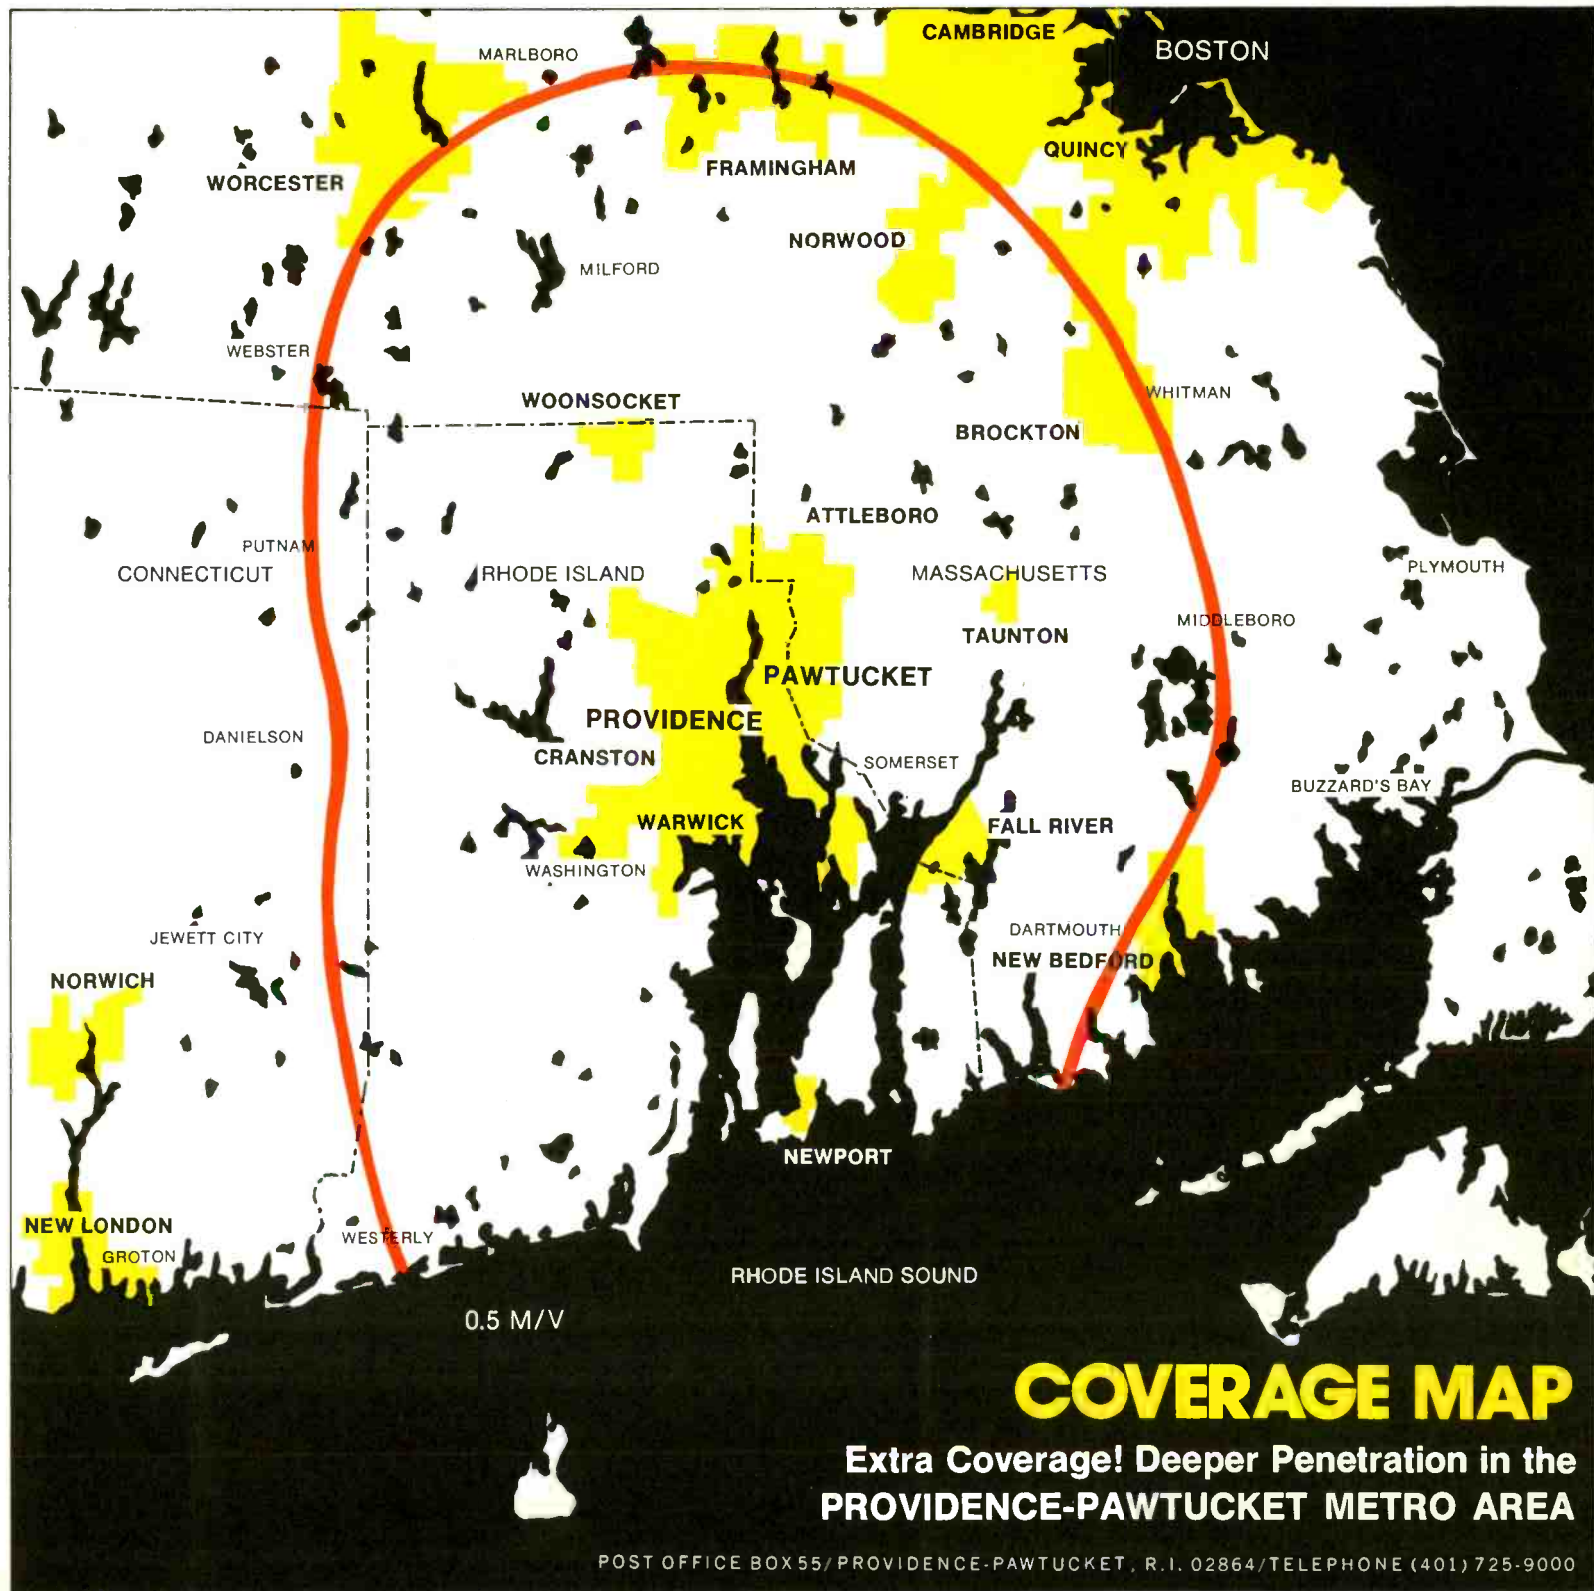 CAMBRIDGE
BOSTON
MARLBORO
QUINCY
FRAMINGHAM
WORCESTER
NORWOOD
MILFORD
WEBSTER
WHITMAN
WOONSOCKET
BROCKTON
ATTLEBORO
PUTNAM
CONNECTICUT
RHODE ISLAND
MASSACHUSETTS
PLYMOUTH
MIDDLEBORO
TAUNTON
PAWTUCKET
PROVIDENCE
DANIELSON
CRANSTON
SOMERSET
BUZZARD'S BAY
WARWICK
FALL RIVER
WASHINGTON
DARTMOUTH
JEWETT CITY
NEW BEDFORD
NORWICH
NEWPORT
NEW LONDON
WESTERLY
GROTON
RHODE ISLAND SOUND
0.5 M/V
COVERAGE MAP
Extra Coverage! Deeper Penetration in the
PROVIDENCE-PAWTUCKET METRO AREA
POST OFFICE BOX 55/PROVIDENCE-PAWTUCKET, R.I. 02864/TELEPHONE (401) 725-9000